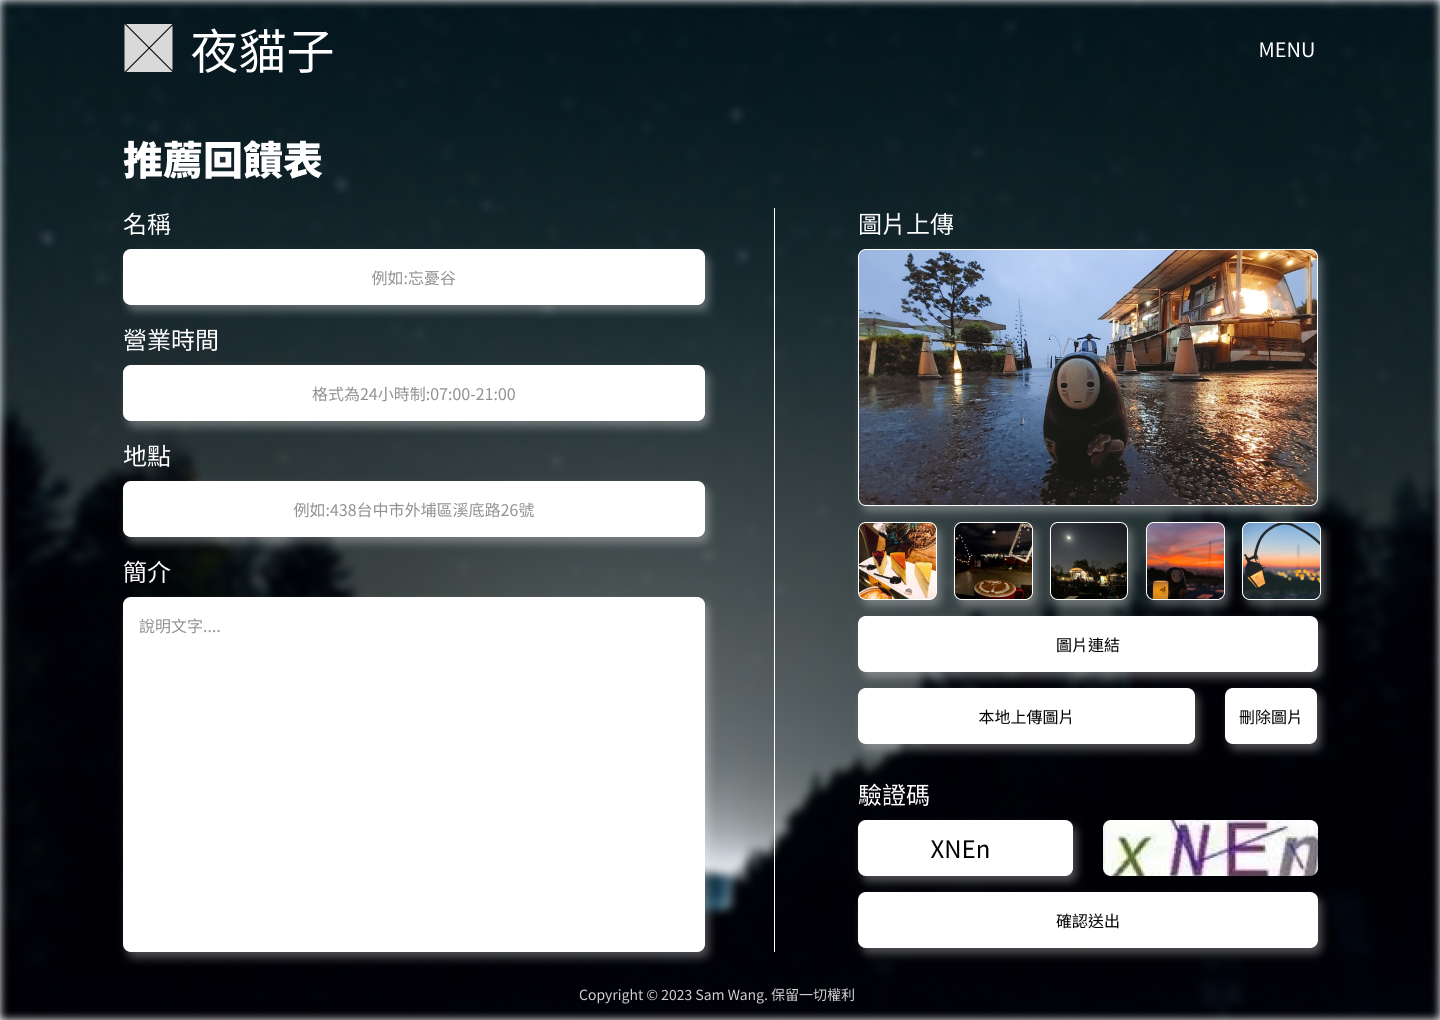 夜貓子
MENU
推薦回饋表
名稱
例如:忘憂谷
營業時間
格式為24小時制:07:00-21:00
地點
例如:438台中市外埔區溪底路26號
簡介
說明文字....
圖片上傳
圖片連結
本地上傳圖片
刪除圖片
驗證碼
XNEn
xNEn
確認送出
Copyright © 2023 Sam Wang. 保留一切權利